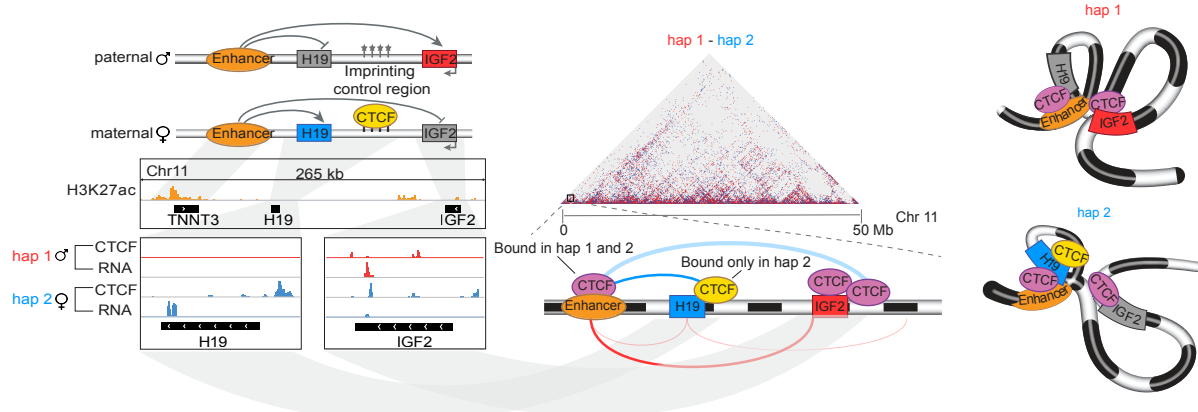 paternal ♂
Enhancer
H19
IGF2
Imprinting
control region
maternal ♀
Enhancer
H19
CTCF
IGF2
Chr11
265 kb
H3K27ac
TNNT3
H19
IGF2
hap 1 ♂
CTCF
RNA
hap 2 ♀
CTCF
RNA
H19
IGF2
hap 1 - hap 2
0
50 Mb
Chr 11
Bound in hap 1 and 2
Bound only in hap 2
CTCF
Enhancer
H19
CTCF
CTCF
IGF2
CTCF
hap 1
H19
CTCF
Enhancer
CTCF
IGF2
hap 2
H19
CTCF
CTCF
Enhancer
CTCF
IGF2